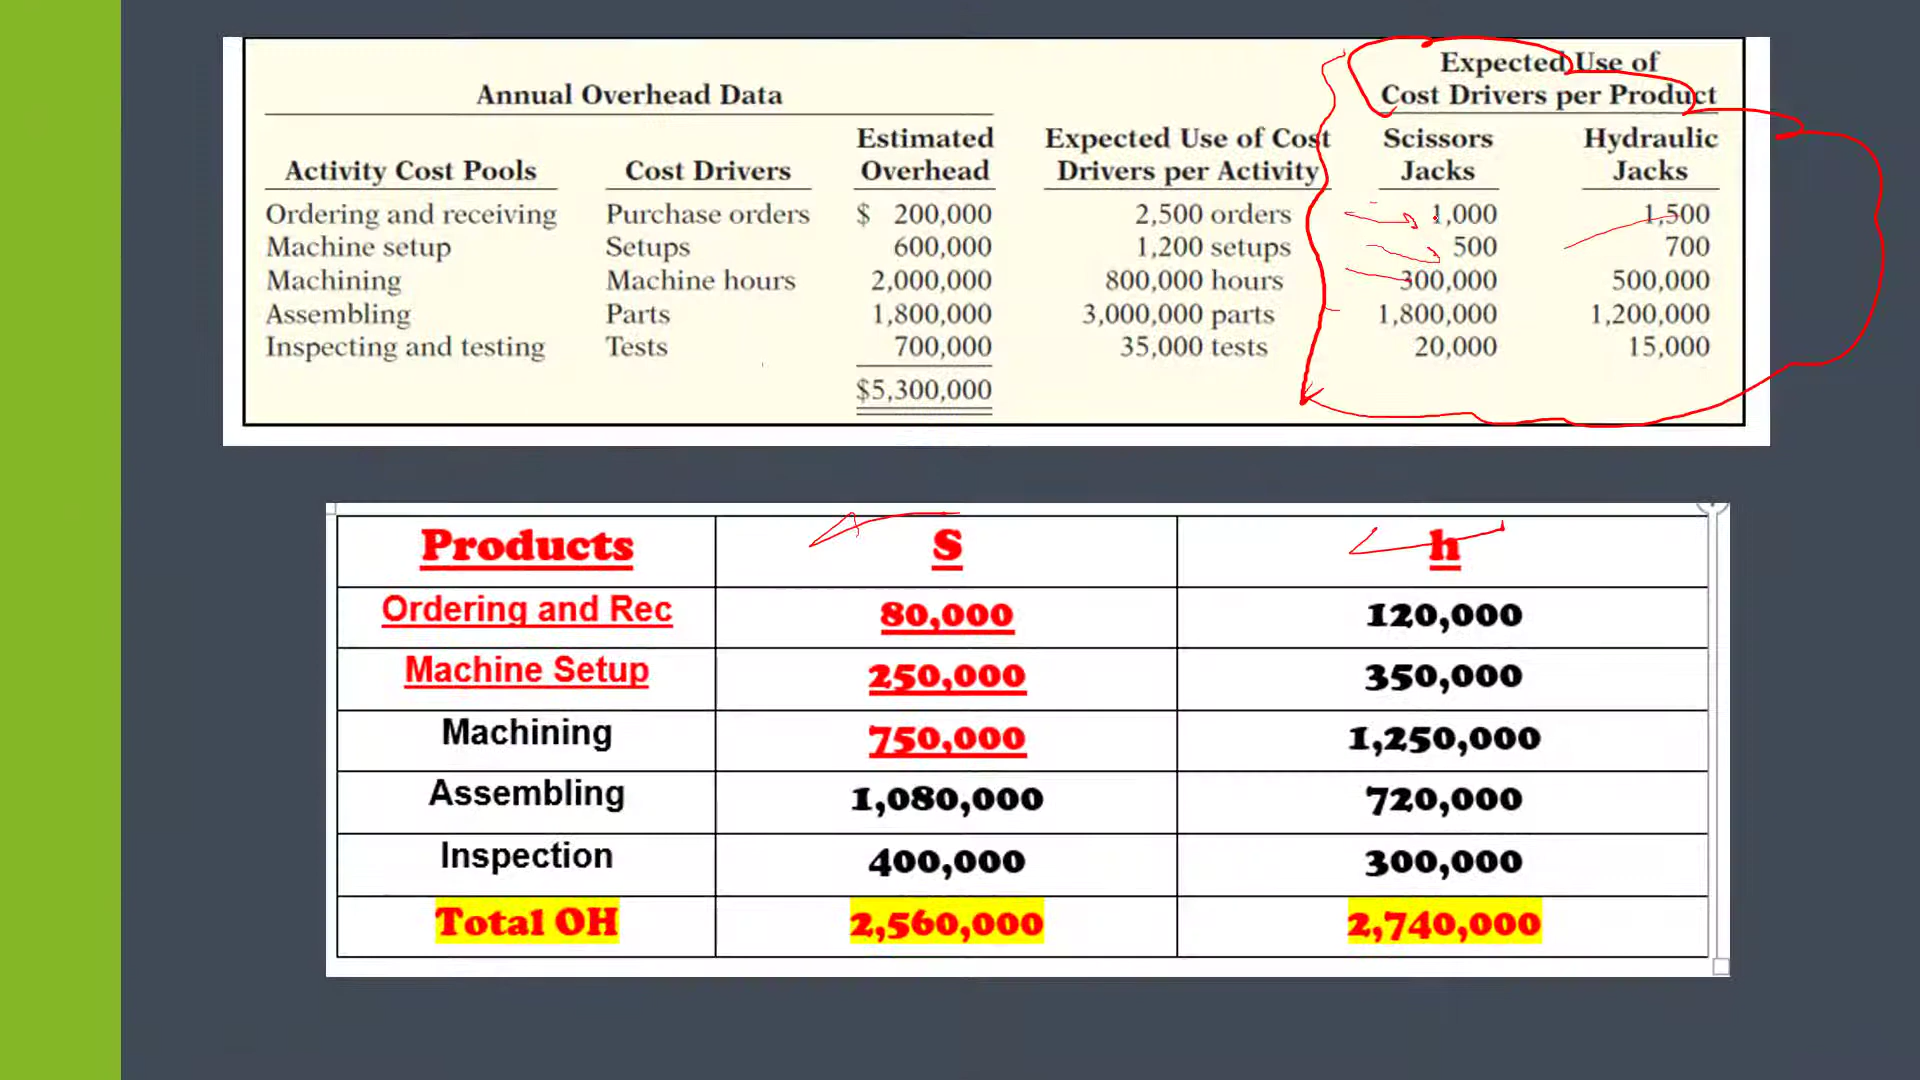 Expected Use of
Annual Overhead Data Cost Drivers per Product
Estimated Expected Use of Cost Scissors Hydraulic
Activity Cost Pools Cost Drivers Overhead Drivers per Activity Jacks Jacks
Ordering and receiving Purchase orders $ 200,000 2,500 orders 1,000 1,500
Machine setup Setups 600,000 1,200 setups 500 700
Machining Machine hours 2,000,000 800,000 hours 300,000 500,000
Assembling Parts 1,800,000 3,000,000 parts 1,800,000 1,200,000
Inspecting and testing Tests 700,000 35,000 tests 20,000 15,000
$5,300,000
Products S h
Ordering and Rec 80,000 120,000
Machine Setup 250,000 350,000
Machining 750,000 1,250,000
Assembling 1,080,000 720,000
Inspection 400,000 300,000
Total OH 2,560,000 2,740,000